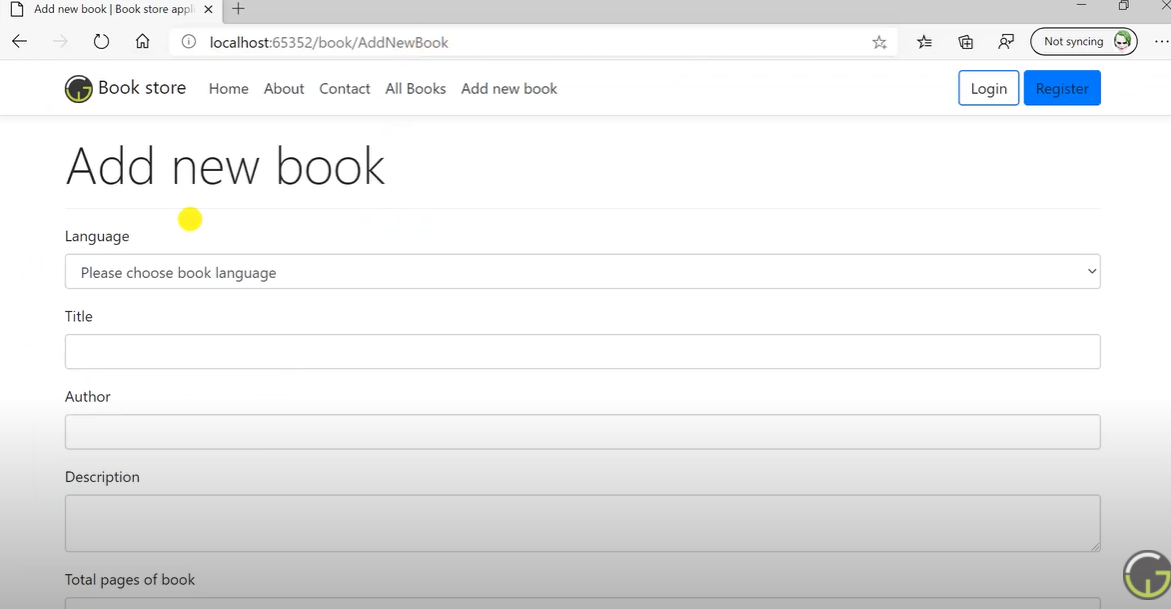 Add new book | Book store appli
localhost:65352/book/AddNewBook
Not syncing
Book store
Home
About
Contact
All Books
Add new book
Login
Register
Add new book
Language
Please choose book language
Title
Author
Description
Total pages of book